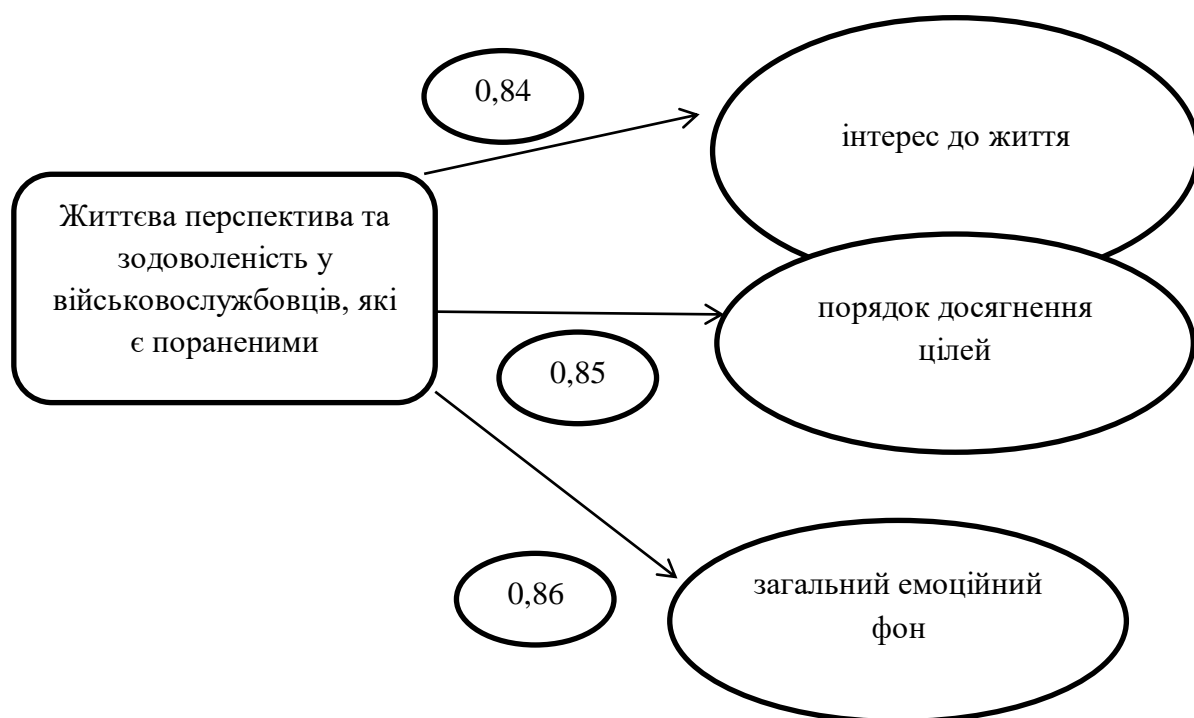 0,84
інтерес до життя
Життєва перспектива та
зодоволеність у
військовослужбовців, які
є пораненими
порядок досягнення
цілей
0,85
0,86
загальний емоційний
фон